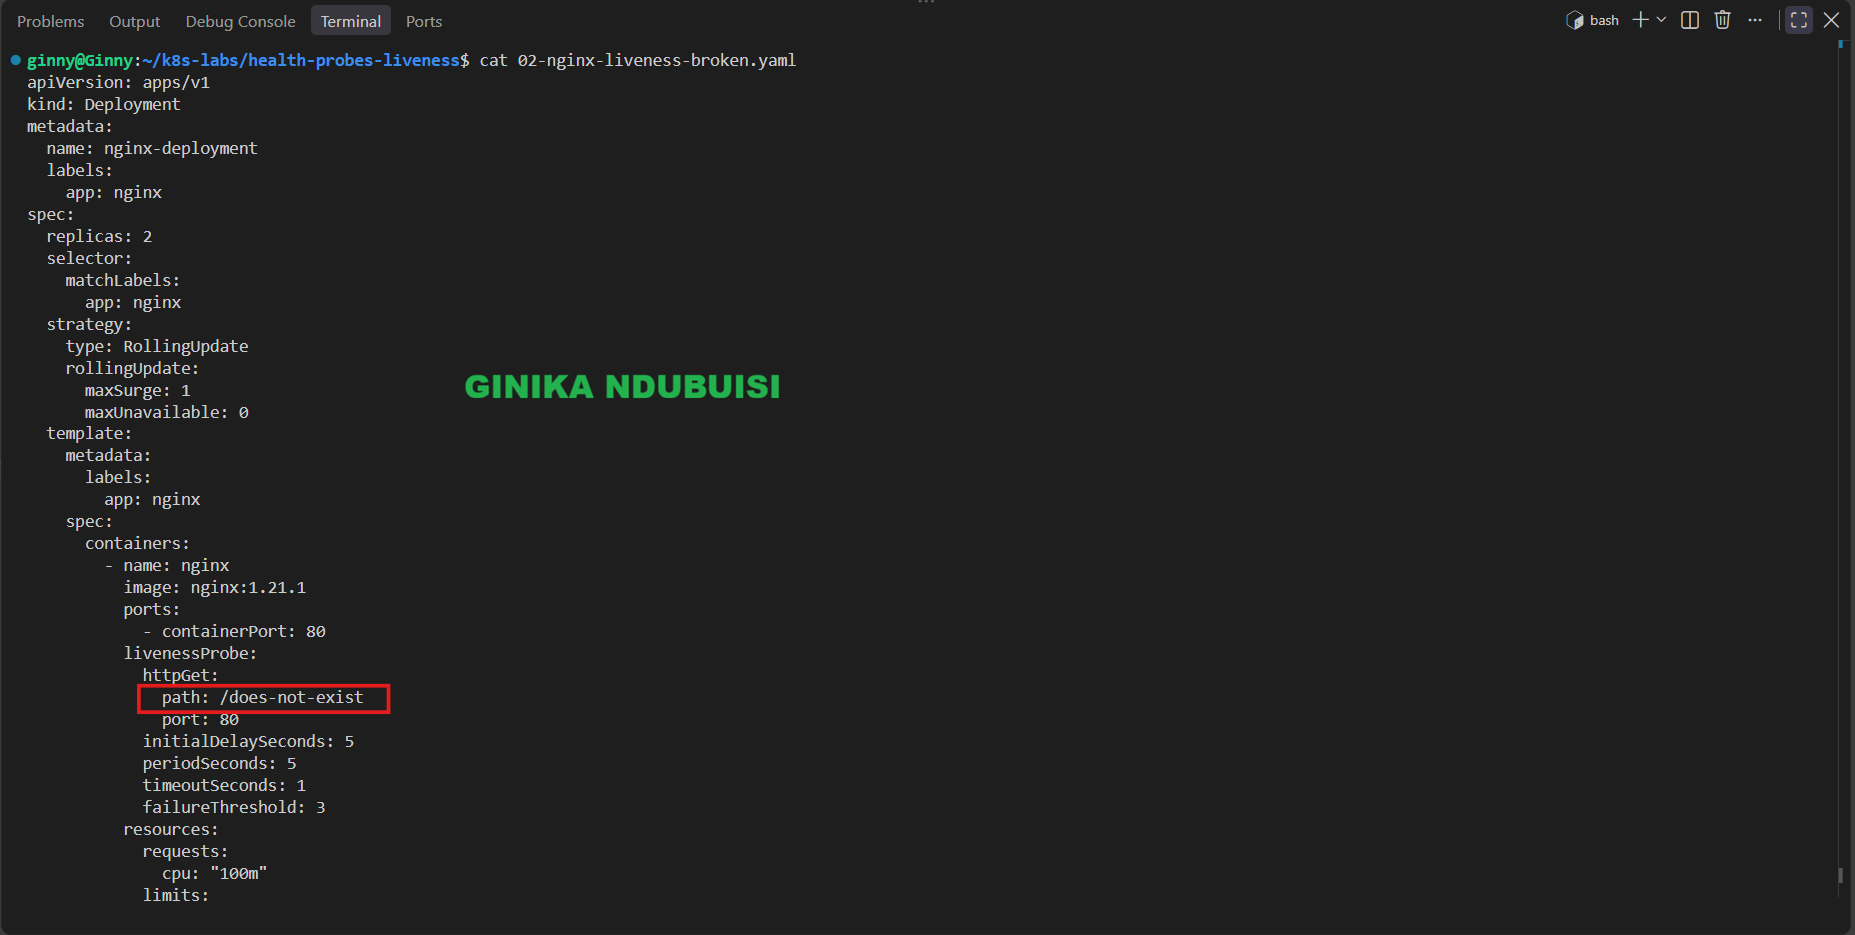 Problems Output Debug Console Terminal Ports bash
ginny@Ginny:~/k8s-labs/health-probes-liveness$ cat 02-nginx-liveness-broken.yaml
apiVersion: apps/v1
kind: Deployment
metadata:
  name: nginx-deployment
  labels:
    app: nginx
spec:
  replicas: 2
  selector:
    matchLabels:
      app: nginx
  strategy:
    type: RollingUpdate
    rollingUpdate:
      maxSurge: 1
GINIKA NDUBUISI
      maxUnavailable: 0
  template:
    metadata:
      labels:
        app: nginx
    spec:
      containers:
        - name: nginx
          image: nginx:1.21.1
          ports:
            - containerPort: 80
          livenessProbe:
            httpGet:
              path: /does-not-exist
              port: 80
            initialDelaySeconds: 5
            periodSeconds: 5
            timeoutSeconds: 1
            failureThreshold: 3
          resources:
            requests:
              cpu: "100m"
            limits: